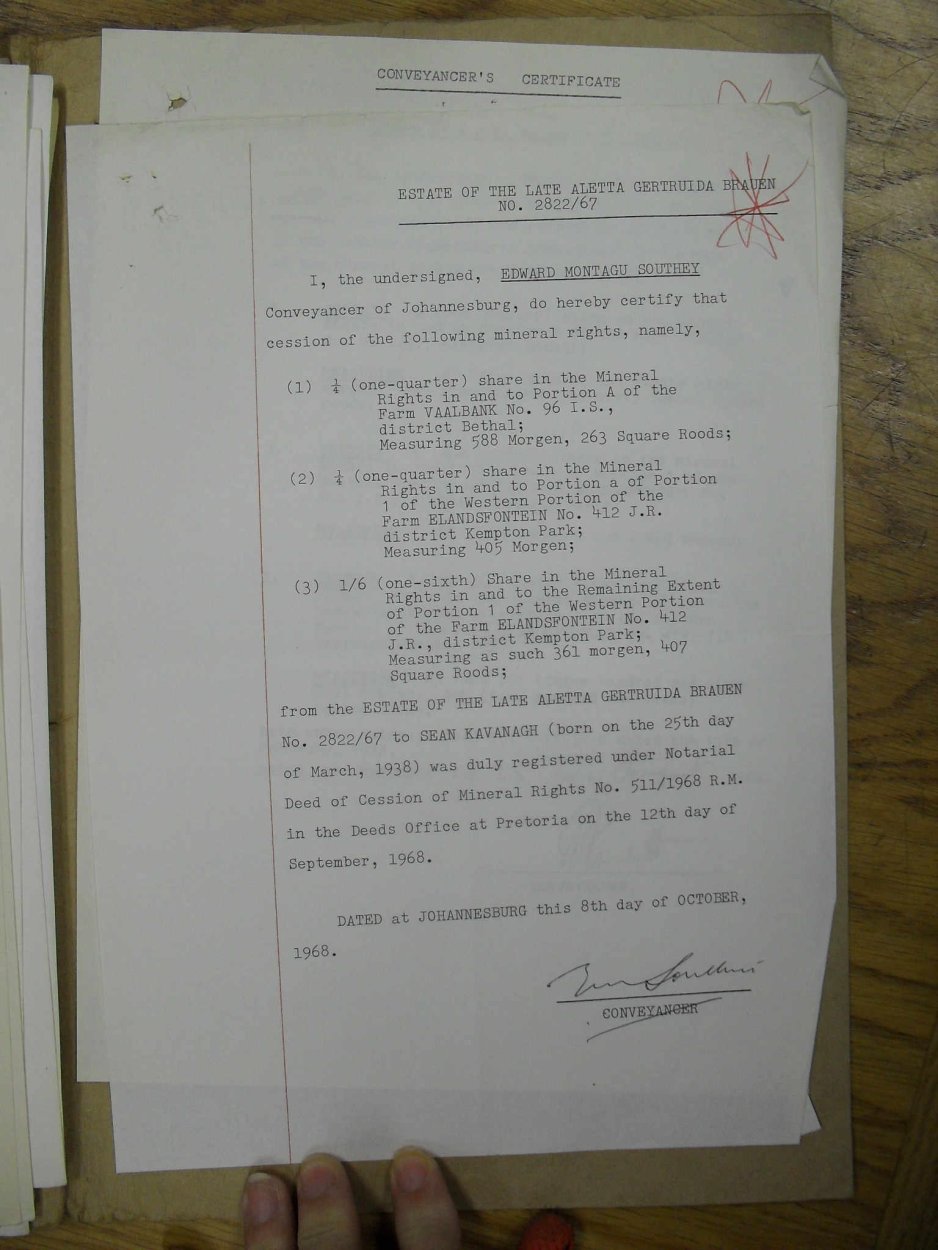 CONVEYANCER'S CERTIFICATE
ESTATE OF THE LATE ALETTA GERTRUIDA BRAUEN
NO. 2822/67
I, the undersigned, EDWARD MONTAGU SOUTHEY
Conveyancer of Johannesburg, do hereby certify that
cession of the following mineral rights, namely,
(1) ¼ (one-quarter) share in the Mineral
Rights in and to Portion A of the
Farm VAALBANK No. 96 I.S.,
district Bethal;
Measuring 588 Morgen, 263 Square Roods;
(2) ¼ (one-quarter) share in the Mineral
Rights in and to Portion a of Portion
1 of the Western Portion of the
Farm ELANDSFONTEIN No. 412 J.R.
district Kempton Park;
Measuring 405 Morgen;
(3) 1/6 (one-sixth) Share in the Mineral
Rights in and to the Remaining Extent
of Portion 1 of the Western Portion
of the Farm ELANDSFONTEIN No. 412
J.R., district Kempton Park;
Measuring as such 361 morgen, 407
Square Roods;
from the ESTATE OF THE LATE ALETTA GERTRUIDA BRAUEN
No. 2822/67 to SEAN KAVANAGH (born on the 25th day
of March, 1938) was duly registered under Notarial
Deed of Cession of Mineral Rights No. 511/1968 R.M.
in the Deeds Office at Pretoria on the 12th day of
September, 1968.
DATED at JOHANNESBURG this 8th day of OCTOBER,
1968.
CONVEYANCER